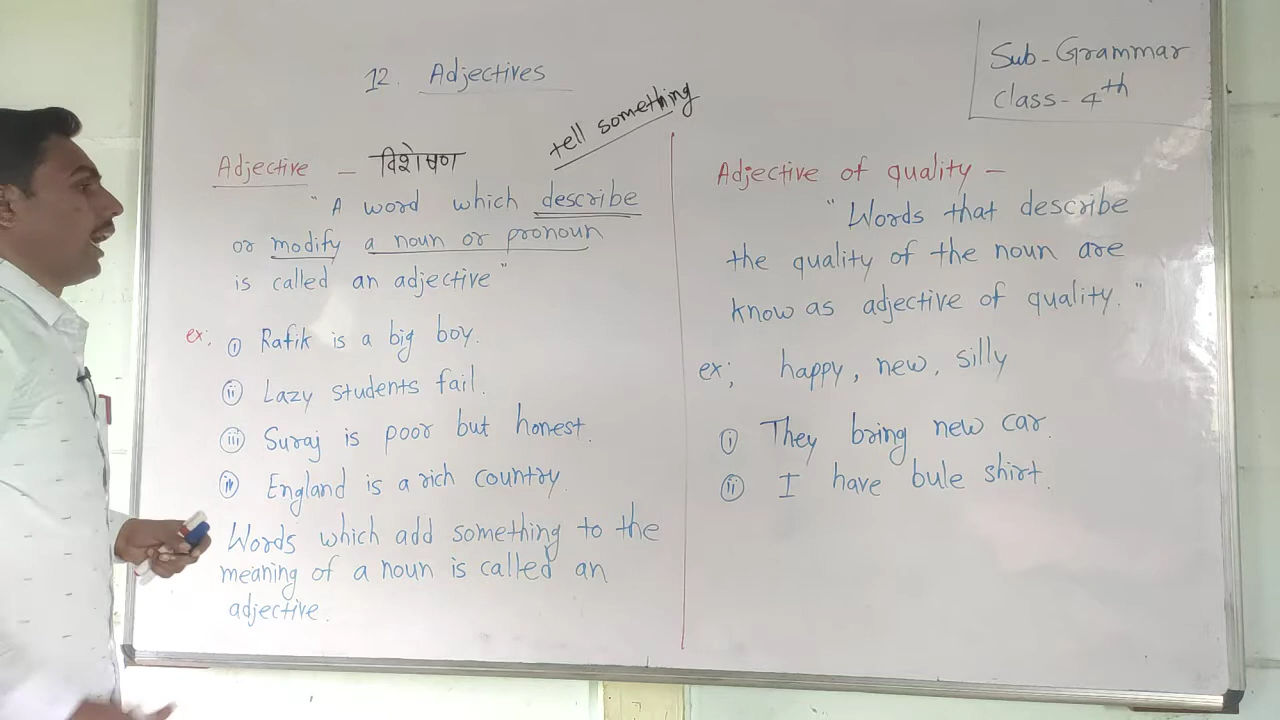 12. Adjectives
Sub-Grammar
Class-4th
tell something
Adjective - विशेषण
"A word which describe
or modify a noun or pronoun
is called an adjective"
ex; i Rafik is a big boy.
ii Lazy students fail.
iii Suraj is poor but honest.
iv England is a rich country.
Words which add something to the
meaning of a noun is called an
adjective.
Adjective of quality -
"Words that describe
the quality of the noun are
know as adjective of quality."
ex; happy, new, silly
i They bring new car.
ii I have bule shirt.